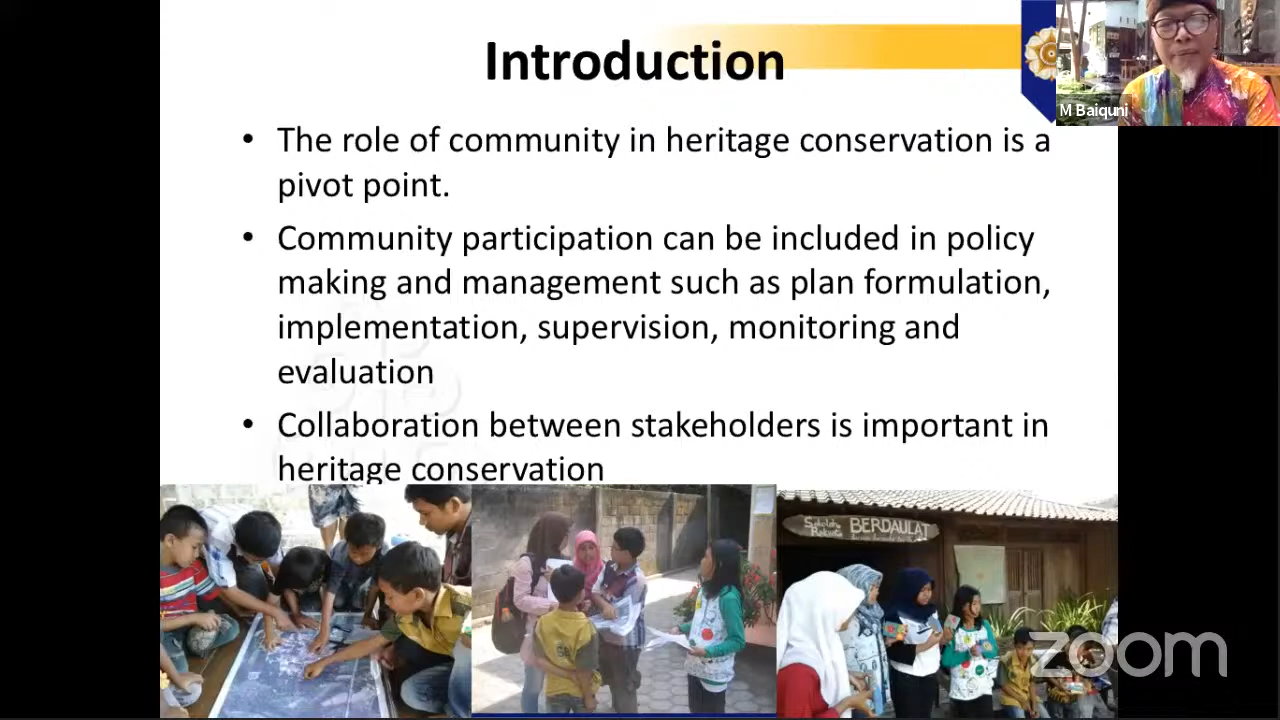 Introduction
M Baiquni
• The role of community in heritage conservation is a
pivot point.
• Community participation can be included in policy
making and management such as plan formulation,
implementation, supervision, monitoring and
evaluation
• Collaboration between stakeholders is important in
heritage conservation
Sekolah
Rakyat BERDAULAT
zoom